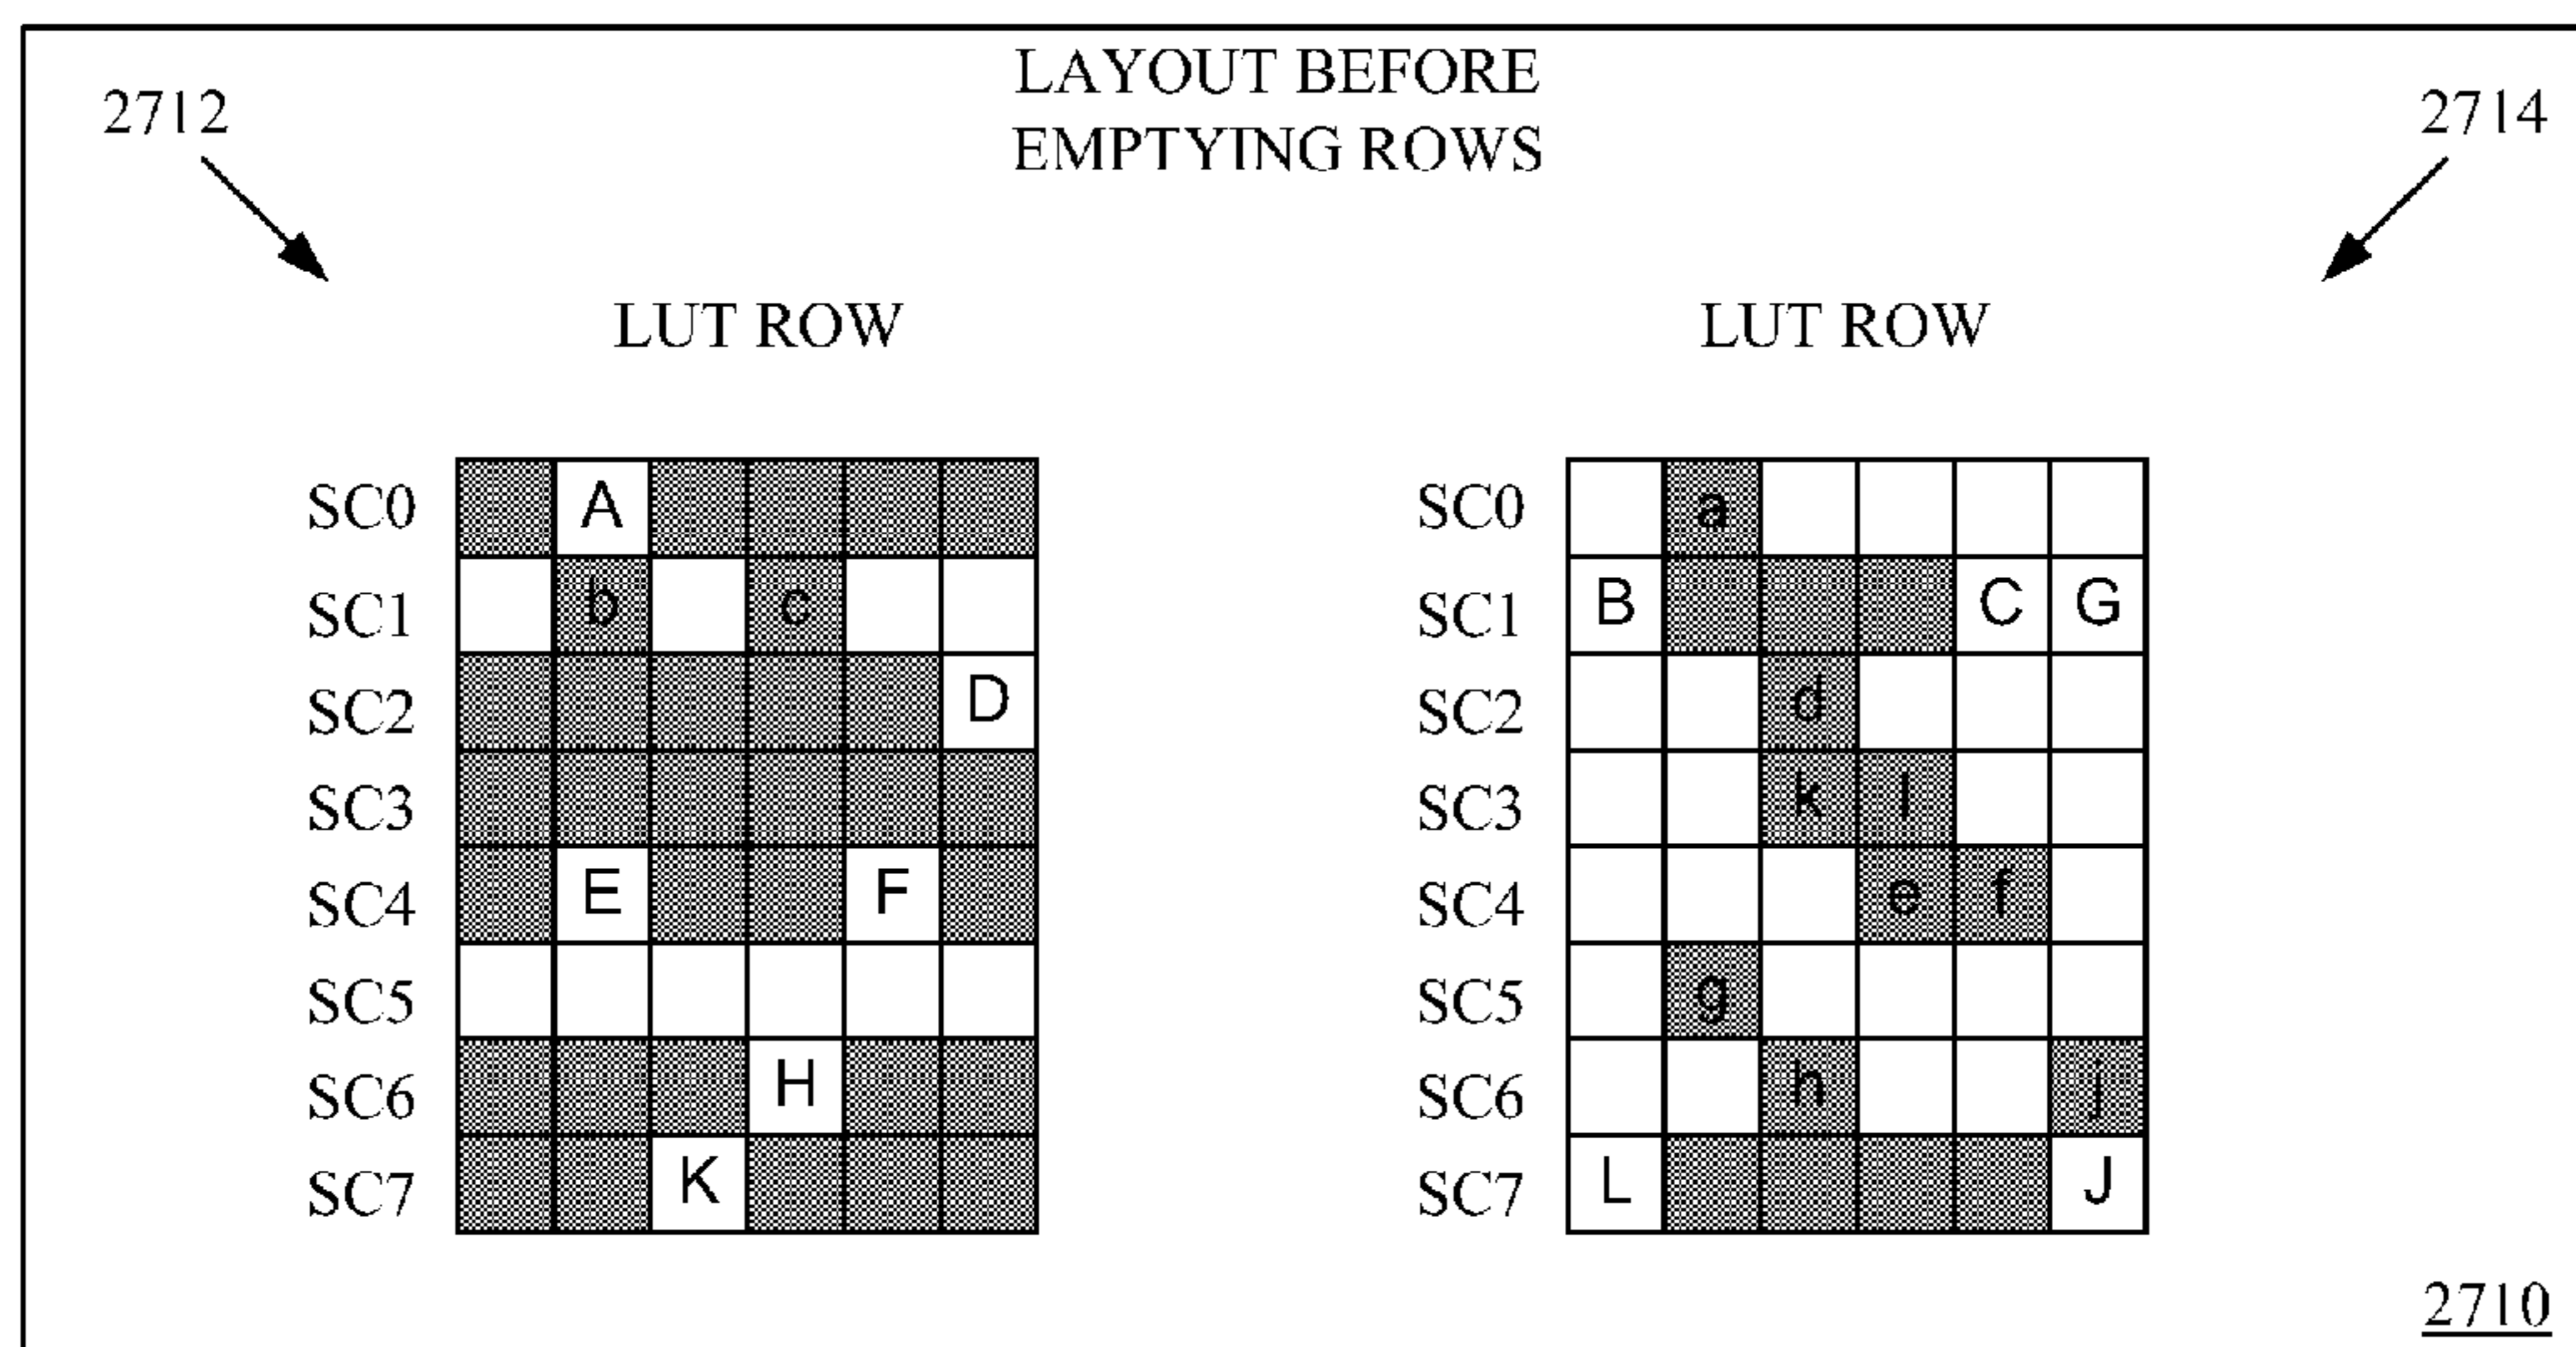 LAYOUT BEFORE
EMPTYING ROWS
2712
2714
LUT ROW
SC0 A
SC1 b c
SC2 D
SC3
SC4 E F
SC5
SC6 H
SC7 K
LUT ROW
SC0 a
SC1 B C G
SC2 d
SC3 k l
SC4 e f
SC5 g
SC6 h j
SC7 L J
2710